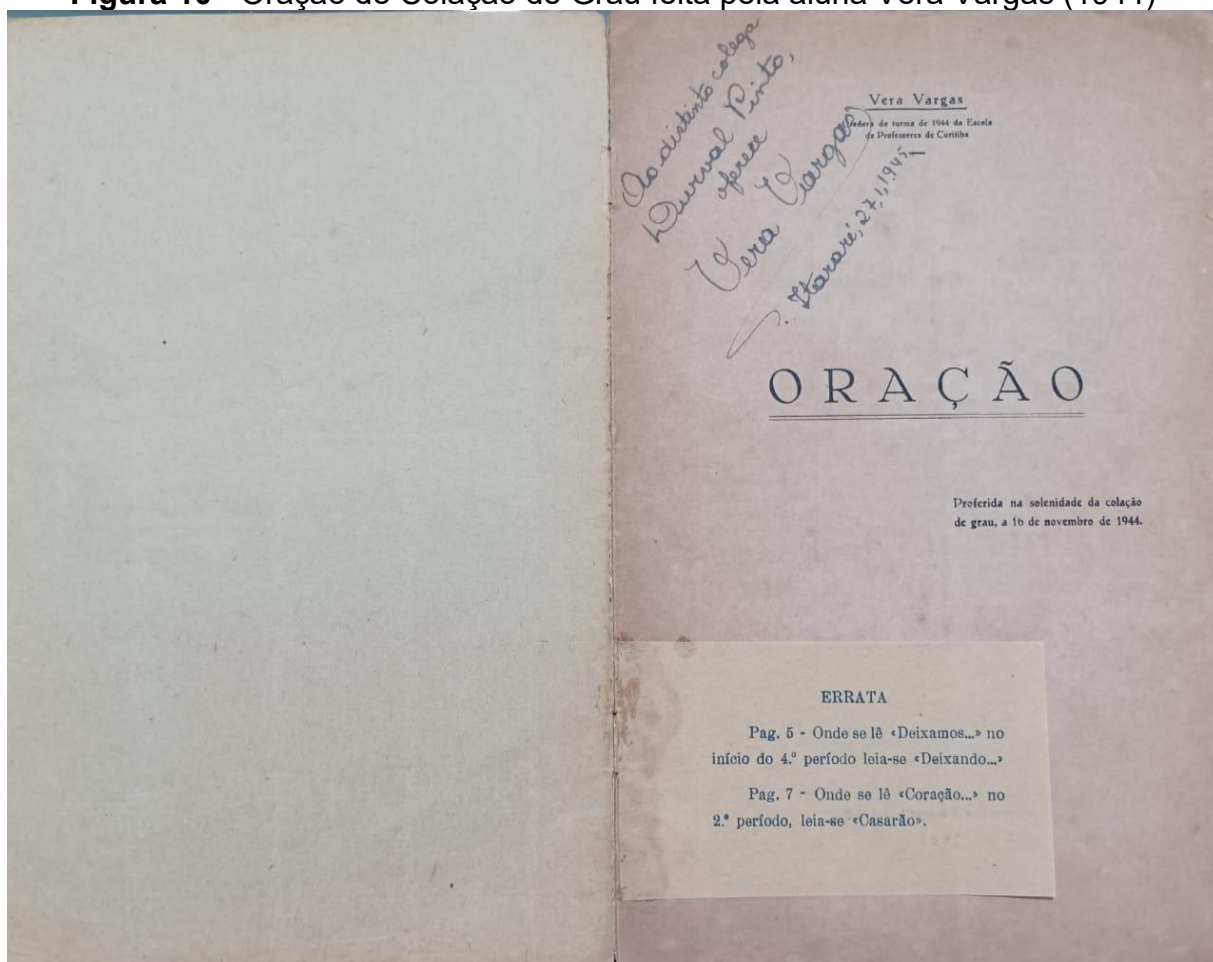 Oração de Colação de Grau feita pela aluna Vera Vargas (1944)
Ao distinto colega
Durval Pinto,
oferece
Vera Vargas
Itararé, 27,1,1945
Vera Vargas
da turma de 1944 da Escola
de Professores de Curitiba
ORAÇÃO
Proferida na solenidade da colação
de grau, a 16 de novembro de 1944.
ERRATA
Pag. 5 - Onde se lê «Deixamos...» no
início do 4.º período leia-se «Deixando...»
Pag. 7 - Onde se lê «Coração...» no
2.º período, leia-se «Casarão».